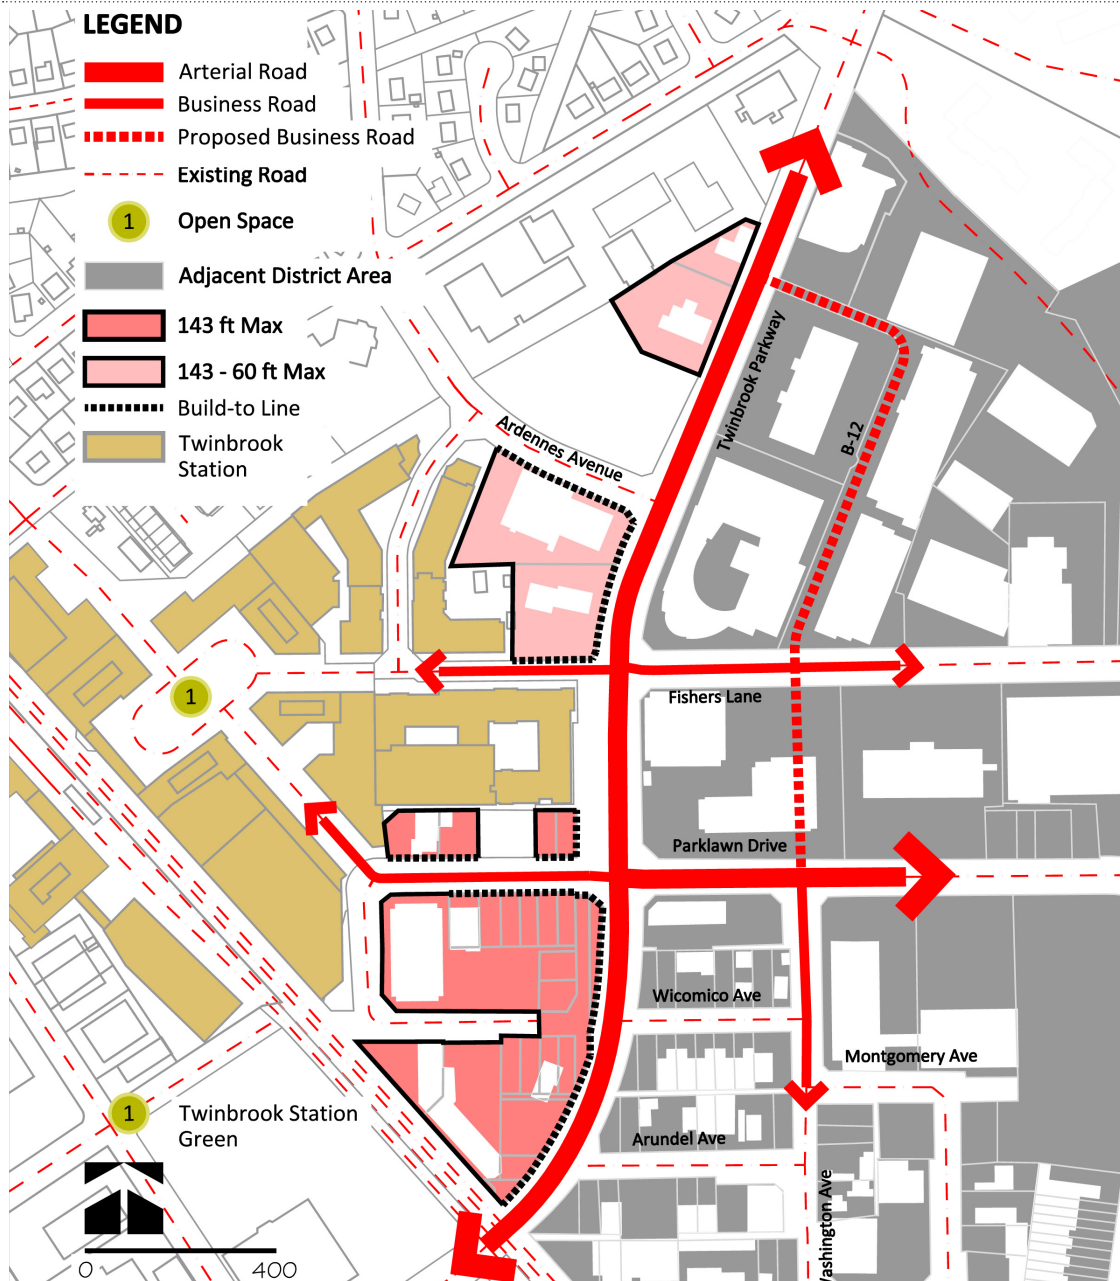 LEGEND
Arterial Road
Business Road
Proposed Business Road
Existing Road
1
Open Space
Adjacent District Area
143 ft Max
143 - 60 ft Max
Build-to Line
Twinbrook
Station
Ardennes Avenue
Twinbrook Parkway
B-12
1
Fishers Lane
Parklawn Drive
Wicomico Ave
Montgomery Ave
Arundel Ave
ashington Ave
1
Twinbrook Station
Green
0
400